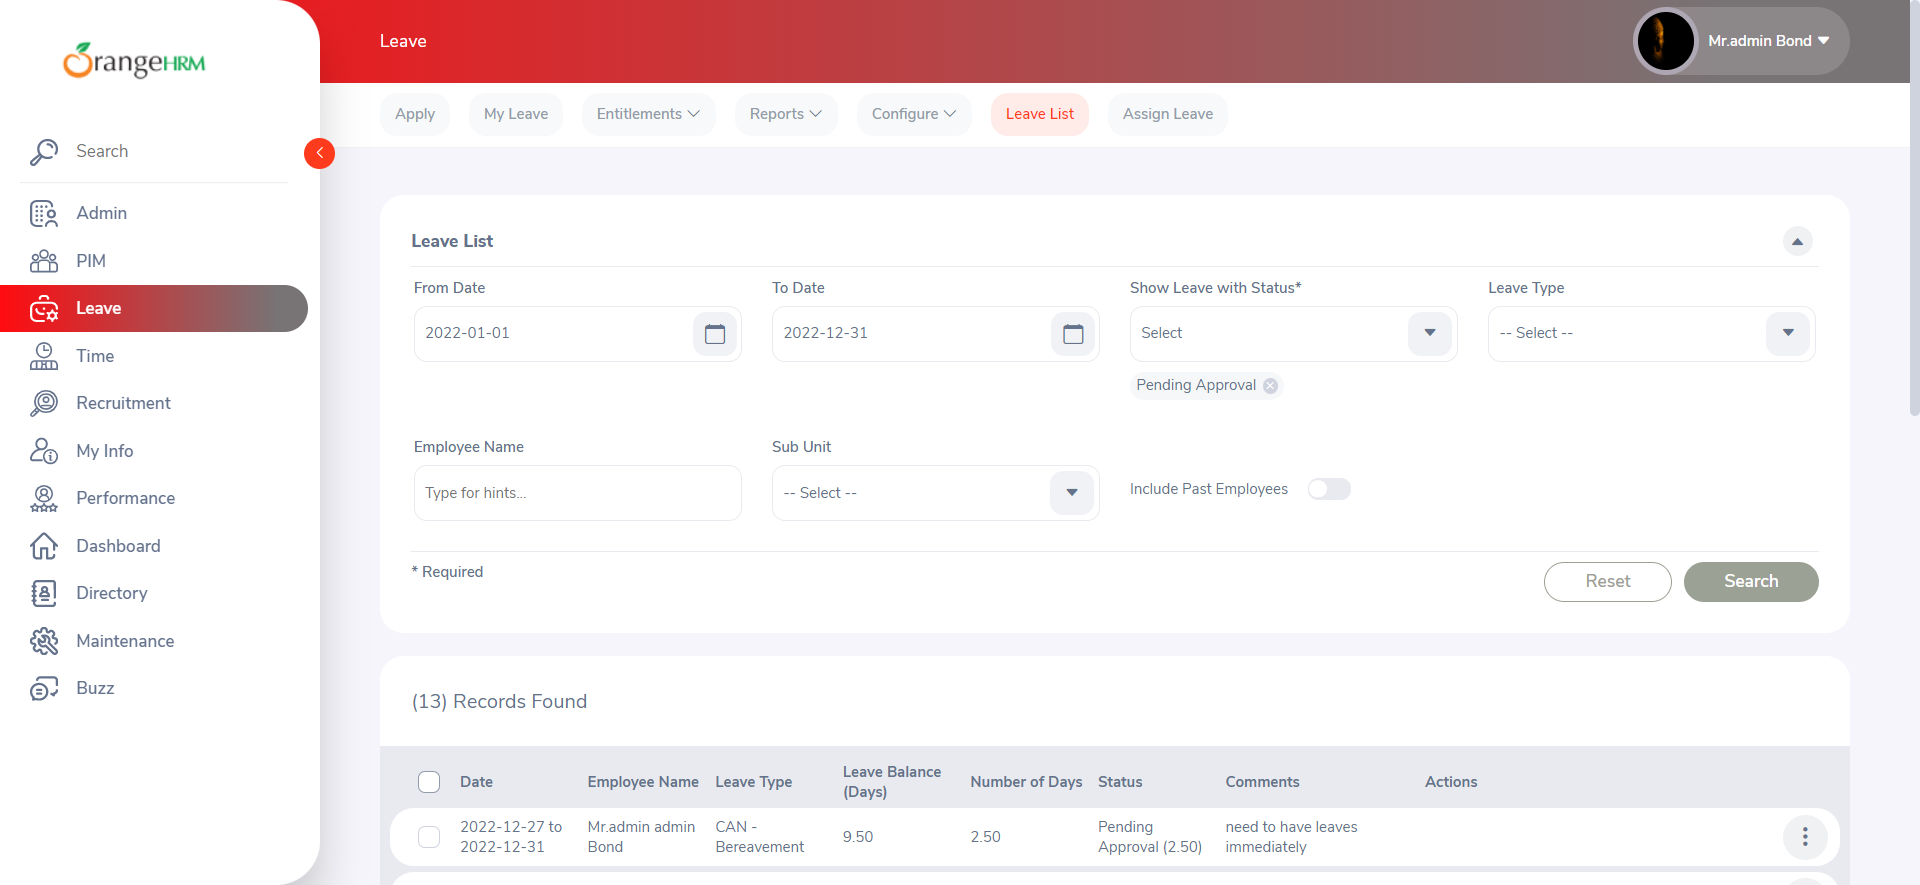 OrangeHRM
Search
Admin
PIM
Leave
Time
Recruitment
My Info
Performance
Dashboard
Directory
Maintenance
Buzz
Leave
Mr.admin Bond
Apply
My Leave
Entitlements
Reports
Configure
Leave List
Assign Leave
Leave List
From Date
To Date
Show Leave with Status*
Leave Type
2022-01-01
2022-12-31
Select
-- Select --
Pending Approval
Employee Name
Sub Unit
Type for hints...
-- Select --
Include Past Employees
* Required
Reset
Search
(13) Records Found
Date
Employee Name
Leave Type
Leave Balance
(Days)
Number of Days
Status
Comments
Actions
2022-12-27 to
2022-12-31
Mr.admin admin
Bond
CAN -
Bereavement
9.50
2.50
Pending
Approval (2.50)
need to have leaves
immediately